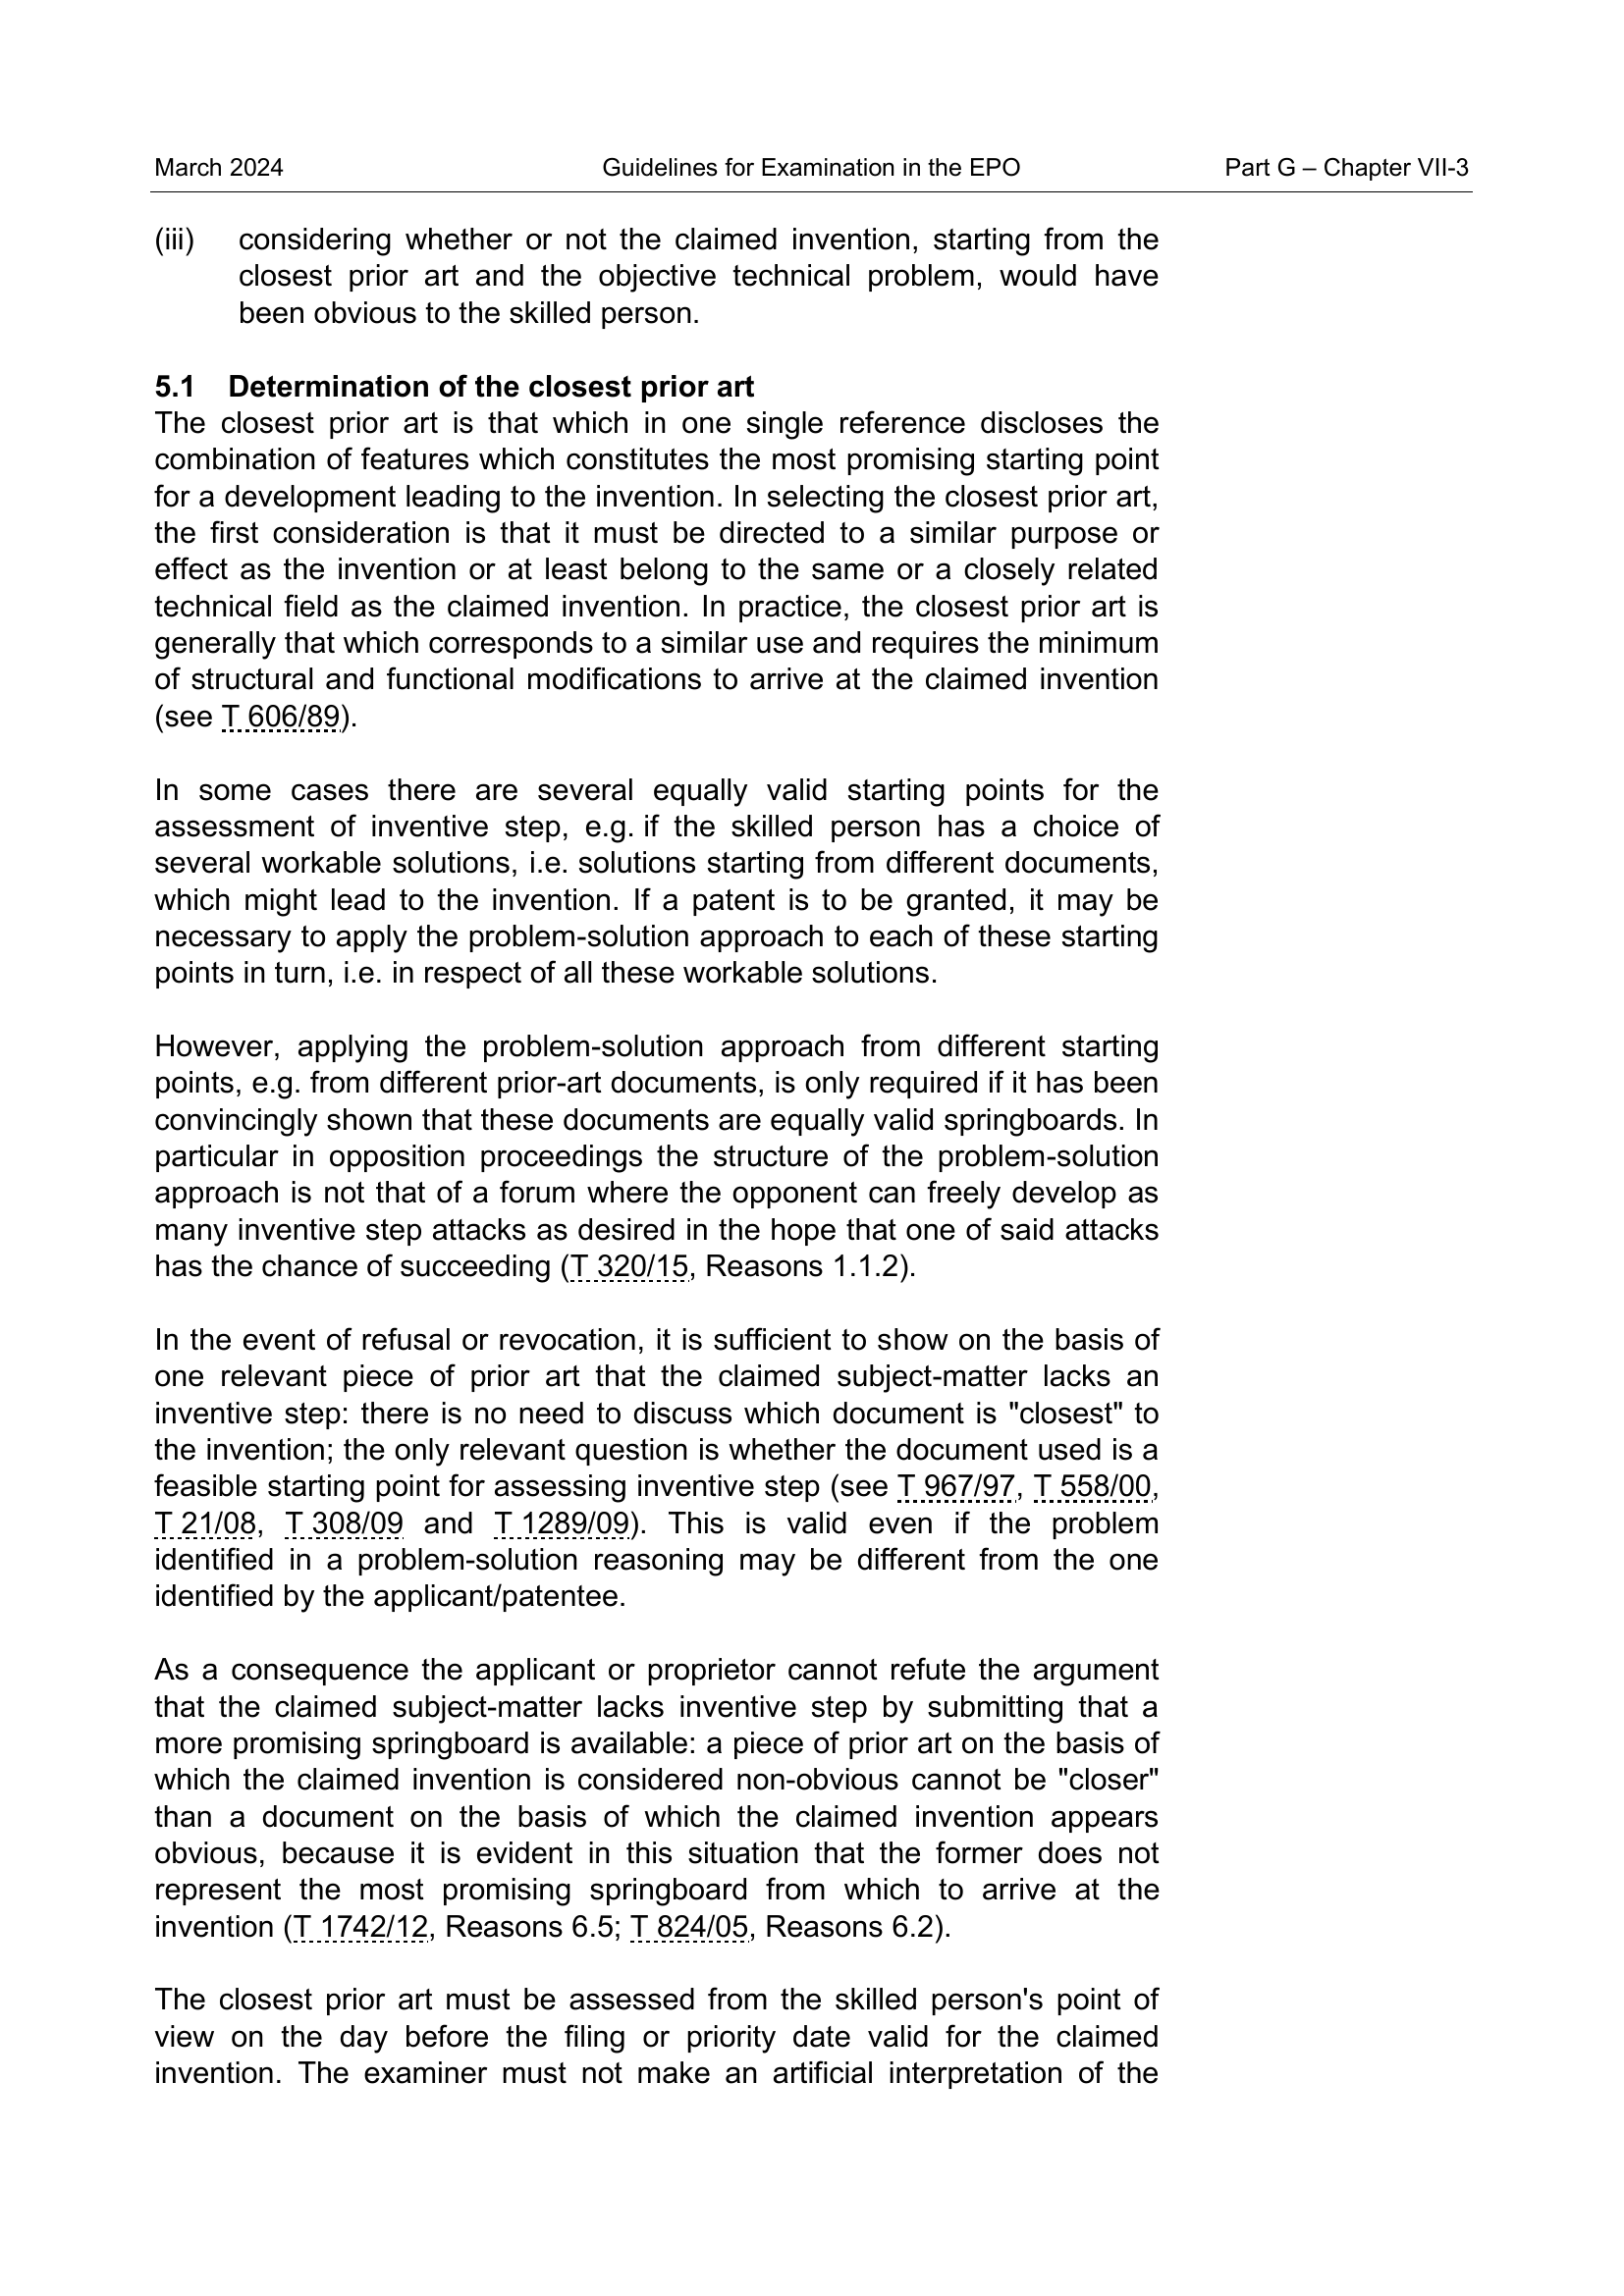 March 2024 Guidelines for Examination in the EPO Part G – Chapter VII-3
(iii) considering whether or not the claimed invention, starting from the
closest prior art and the objective technical problem, would have
been obvious to the skilled person.
5.1 Determination of the closest prior art
The closest prior art is that which in one single reference discloses the
combination of features which constitutes the most promising starting point
for a development leading to the invention. In selecting the closest prior art,
the first consideration is that it must be directed to a similar purpose or
effect as the invention or at least belong to the same or a closely related
technical field as the claimed invention. In practice, the closest prior art is
generally that which corresponds to a similar use and requires the minimum
of structural and functional modifications to arrive at the claimed invention
(see T 606/89).
In some cases there are several equally valid starting points for the
assessment of inventive step, e.g. if the skilled person has a choice of
several workable solutions, i.e. solutions starting from different documents,
which might lead to the invention. If a patent is to be granted, it may be
necessary to apply the problem-solution approach to each of these starting
points in turn, i.e. in respect of all these workable solutions.
However, applying the problem-solution approach from different starting
points, e.g. from different prior-art documents, is only required if it has been
convincingly shown that these documents are equally valid springboards. In
particular in opposition proceedings the structure of the problem-solution
approach is not that of a forum where the opponent can freely develop as
many inventive step attacks as desired in the hope that one of said attacks
has the chance of succeeding (T 320/15, Reasons 1.1.2).
In the event of refusal or revocation, it is sufficient to show on the basis of
one relevant piece of prior art that the claimed subject-matter lacks an
inventive step: there is no need to discuss which document is "closest" to
the invention; the only relevant question is whether the document used is a
feasible starting point for assessing inventive step (see T 967/97, T 558/00,
T 21/08, T 308/09 and T 1289/09). This is valid even if the problem
identified in a problem-solution reasoning may be different from the one
identified by the applicant/patentee.
As a consequence the applicant or proprietor cannot refute the argument
that the claimed subject-matter lacks inventive step by submitting that a
more promising springboard is available: a piece of prior art on the basis of
which the claimed invention is considered non-obvious cannot be "closer"
than a document on the basis of which the claimed invention appears
obvious, because it is evident in this situation that the former does not
represent the most promising springboard from which to arrive at the
invention (T 1742/12, Reasons 6.5; T 824/05, Reasons 6.2).
The closest prior art must be assessed from the skilled person's point of
view on the day before the filing or priority date valid for the claimed
invention. The examiner must not make an artificial interpretation of the